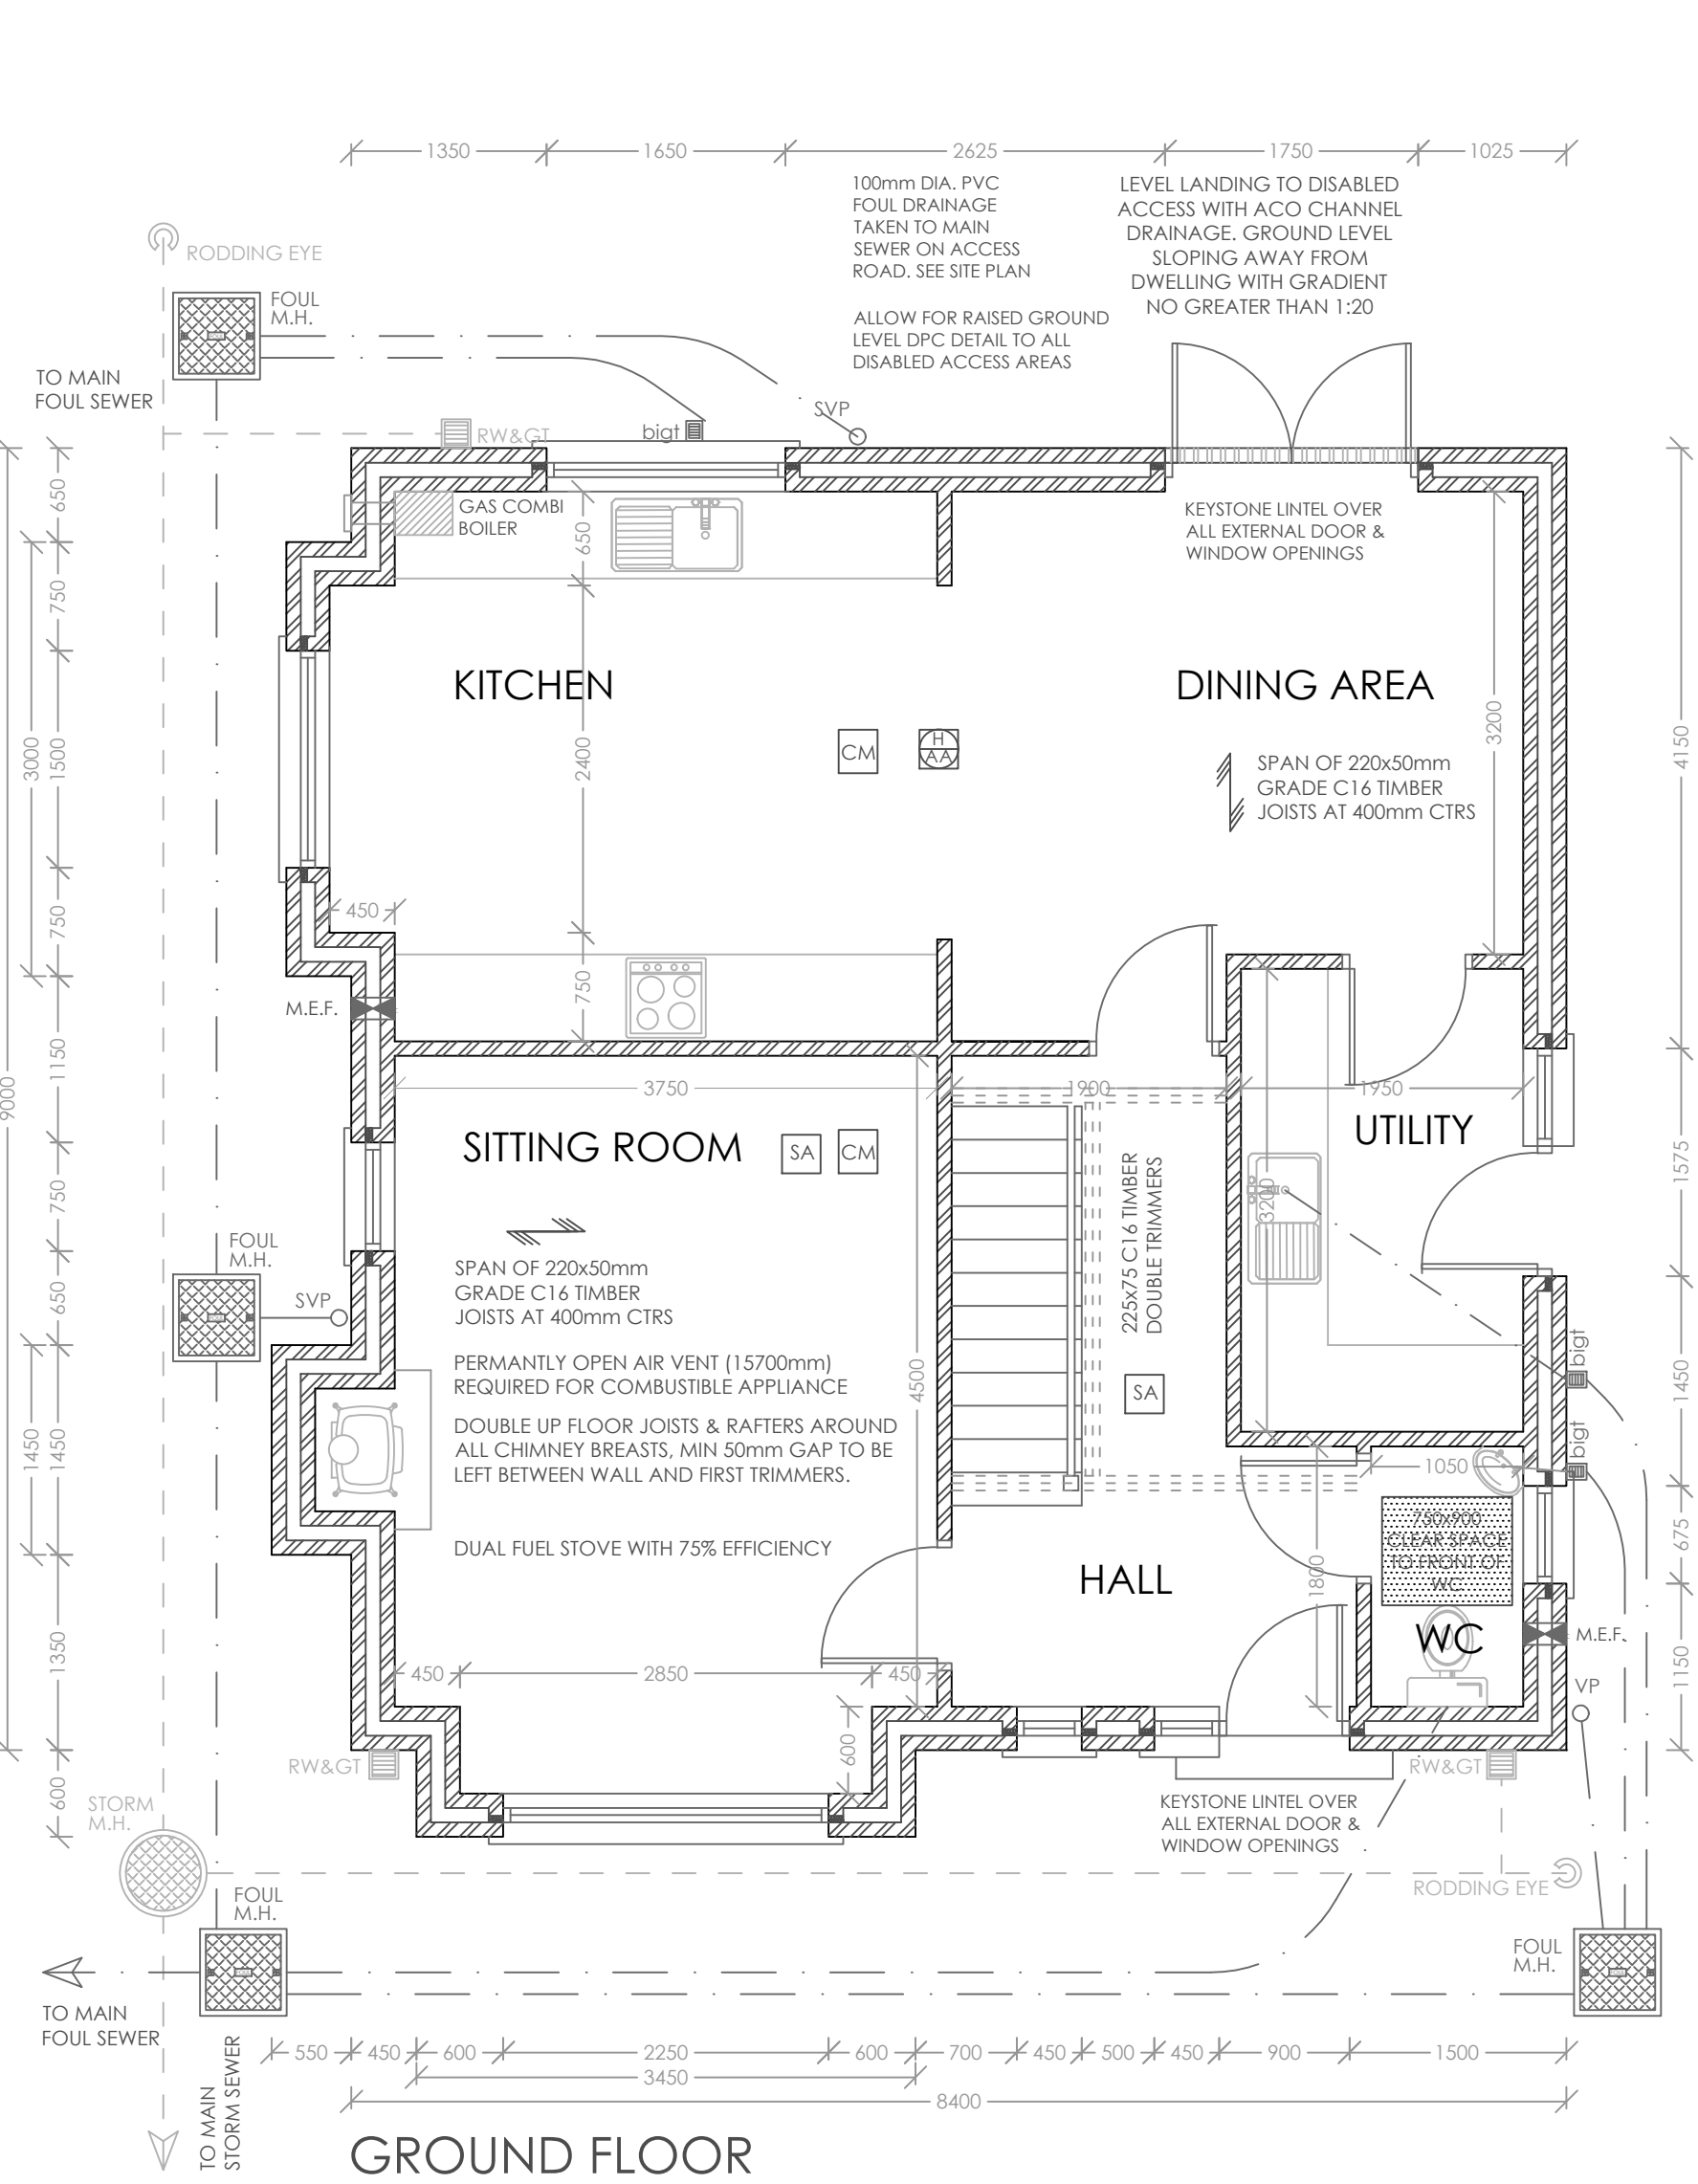 1350
1650
2625
1750
1025
100mm DIA. PVC
FOUL DRAINAGE
TAKEN TO MAIN
SEWER ON ACCESS
ROAD. SEE SITE PLAN
ALLOW FOR RAISED GROUND
LEVEL DPC DETAIL TO ALL
DISABLED ACCESS AREAS
LEVEL LANDING TO DISABLED
ACCESS WITH ACO CHANNEL
DRAINAGE. GROUND LEVEL
SLOPING AWAY FROM
DWELLING WITH GRADIENT
NO GREATER THAN 1:20
RODDING EYE
FOUL
M.H.
TO MAIN
FOUL SEWER
SVP
RW&GT
bigt
GAS COMBI
BOILER
KEYSTONE LINTEL OVER
ALL EXTERNAL DOOR &
WINDOW OPENINGS
650
650
750
KITCHEN
DINING AREA
3000
1500
2400
CM
H
AA
3200
4150
SPAN OF 220x50mm
GRADE C16 TIMBER
JOISTS AT 400mm CTRS
450
750
750
M.E.F.
1150
9000
3750
1900
1950
SITTING ROOM
SA
CM
UTILITY
225x75 C16 TIMBER
DOUBLE TRIMMERS
3200
1575
750
FOUL
M.H.
SVP
650
SPAN OF 220x50mm
GRADE C16 TIMBER
JOISTS AT 400mm CTRS
PERMANTLY OPEN AIR VENT (15700mm)
REQUIRED FOR COMBUSTIBLE APPLIANCE
4500
SA
bigt
1450
DOUBLE UP FLOOR JOISTS & RAFTERS AROUND
ALL CHIMNEY BREASTS, MIN 50mm GAP TO BE
LEFT BETWEEN WALL AND FIRST TRIMMERS.
1450
1450
bigt
1050
DUAL FUEL STOVE WITH 75% EFFICIENCY
750x900
CLEAR SPACE
TO FRONT OF
WC
675
HALL
1800
WC
M.E.F.
1350
450
2850
450
1150
VP
600
600
RW&GT
RW&GT
STORM
M.H.
KEYSTONE LINTEL OVER
ALL EXTERNAL DOOR &
WINDOW OPENINGS
RODDING EYE
FOUL
M.H.
FOUL
M.H.
TO MAIN
FOUL SEWER
TO MAIN
STORM SEWER
550
450
600
2250
600
700
450
500
450
900
1500
3450
8400
GROUND FLOOR